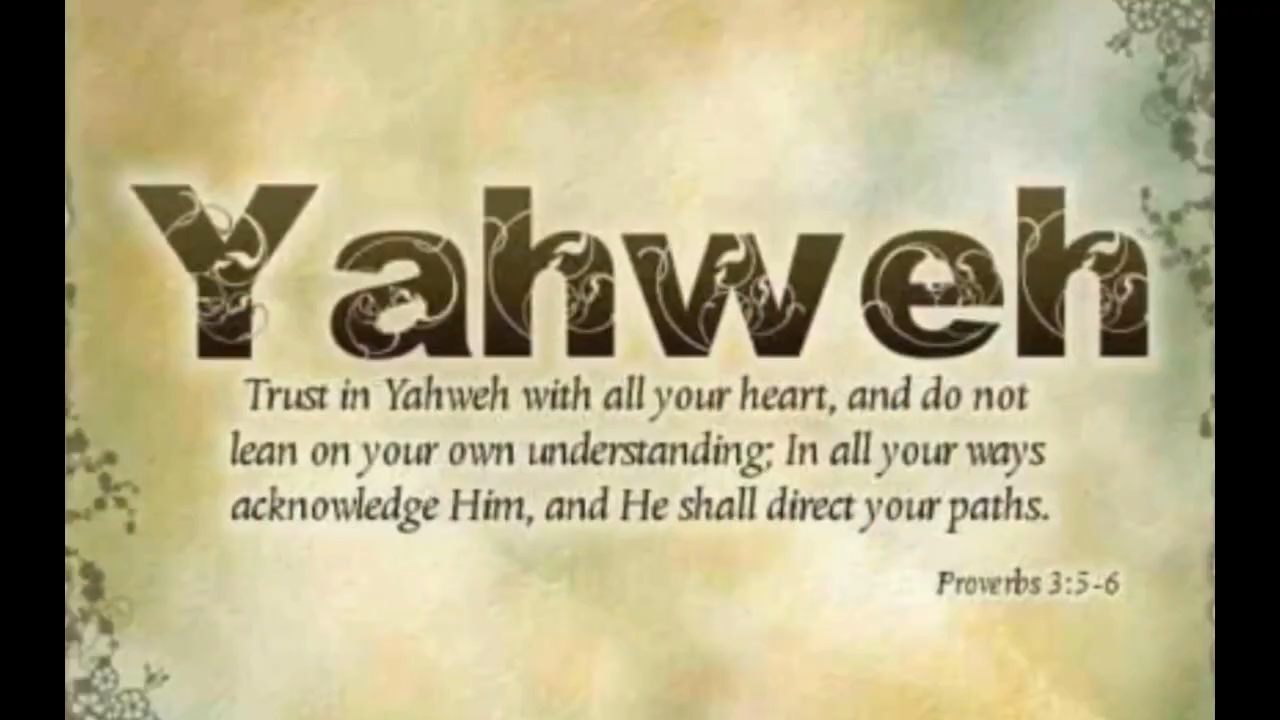 Yahweh
Trust in Yahweh with all your heart, and do not
lean on your own understanding; In all your ways
acknowledge Him, and He shall direct your paths.
Proverbs 3:5-6